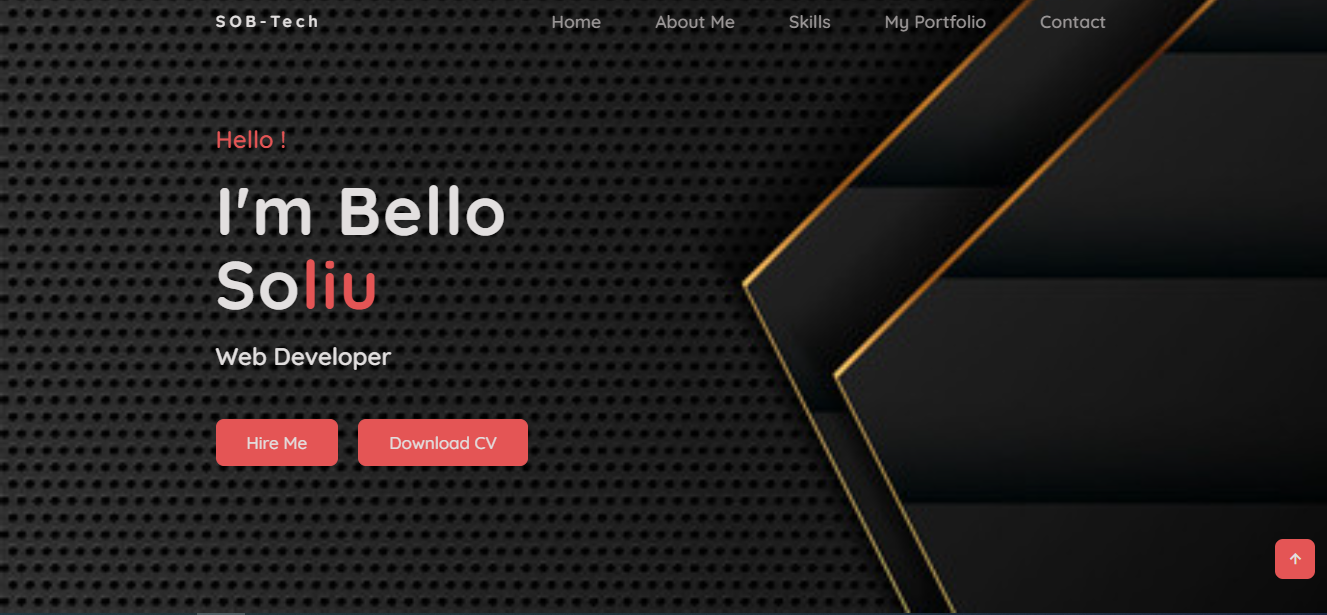 SOB-Tech
Home About Me Skills My Portfolio Contact
Hello !
I'm Bello
Soliu
Web Developer
Hire Me Download CV